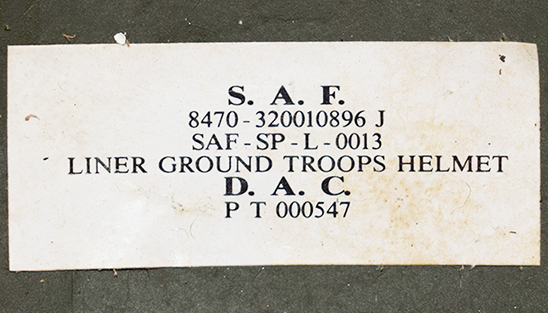 S. A. F.
8470 - 320010896 J
SAF - SP - L - 0013
LINER GROUND TROOPS HELMET
D. A. C.
P T 000547